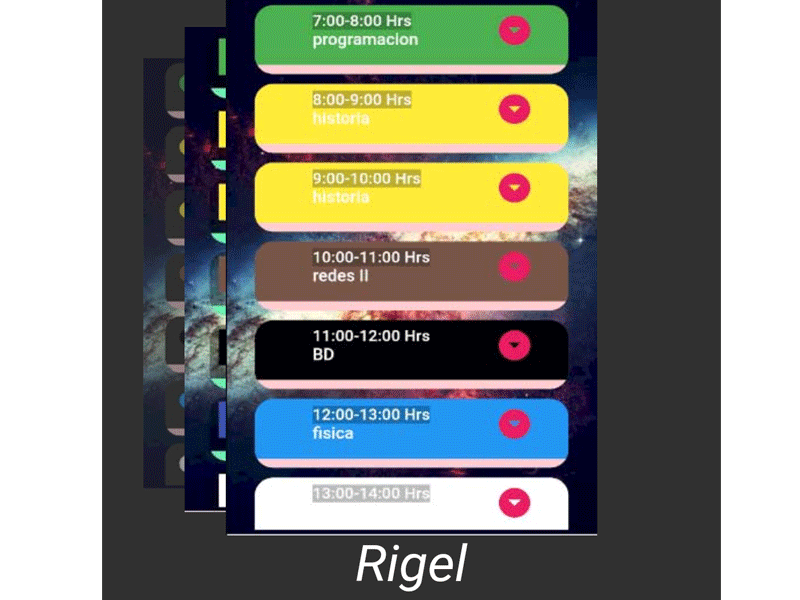 7:00-8:00 Hrs
programacion
8:00-9:00 Hrs
historia
9:00-10:00 Hrs
historia
10:00-11:00 Hrs
redes II
11:00-12:00 Hrs
BD
12:00-13:00 Hrs
fisica
13:00-14:00 Hrs
Rigel